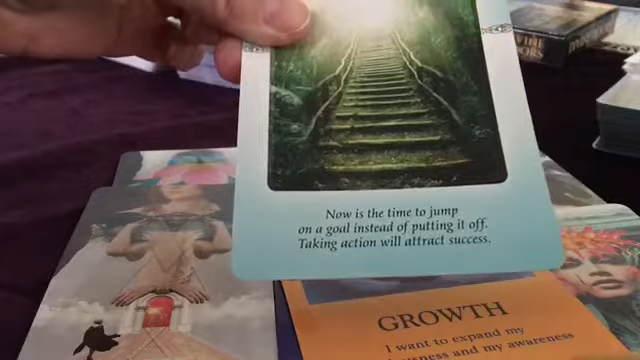 Now is the time to jump
on a goal instead of putting it off.
Taking action will attract success.
GROWTH
I want to expand my
and my awareness